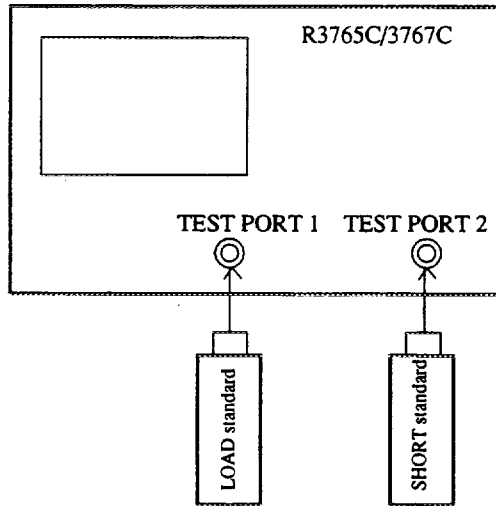 R3765C/3767C
TEST PORT 1
TEST PORT 2
LOAD standard
SHORT standard